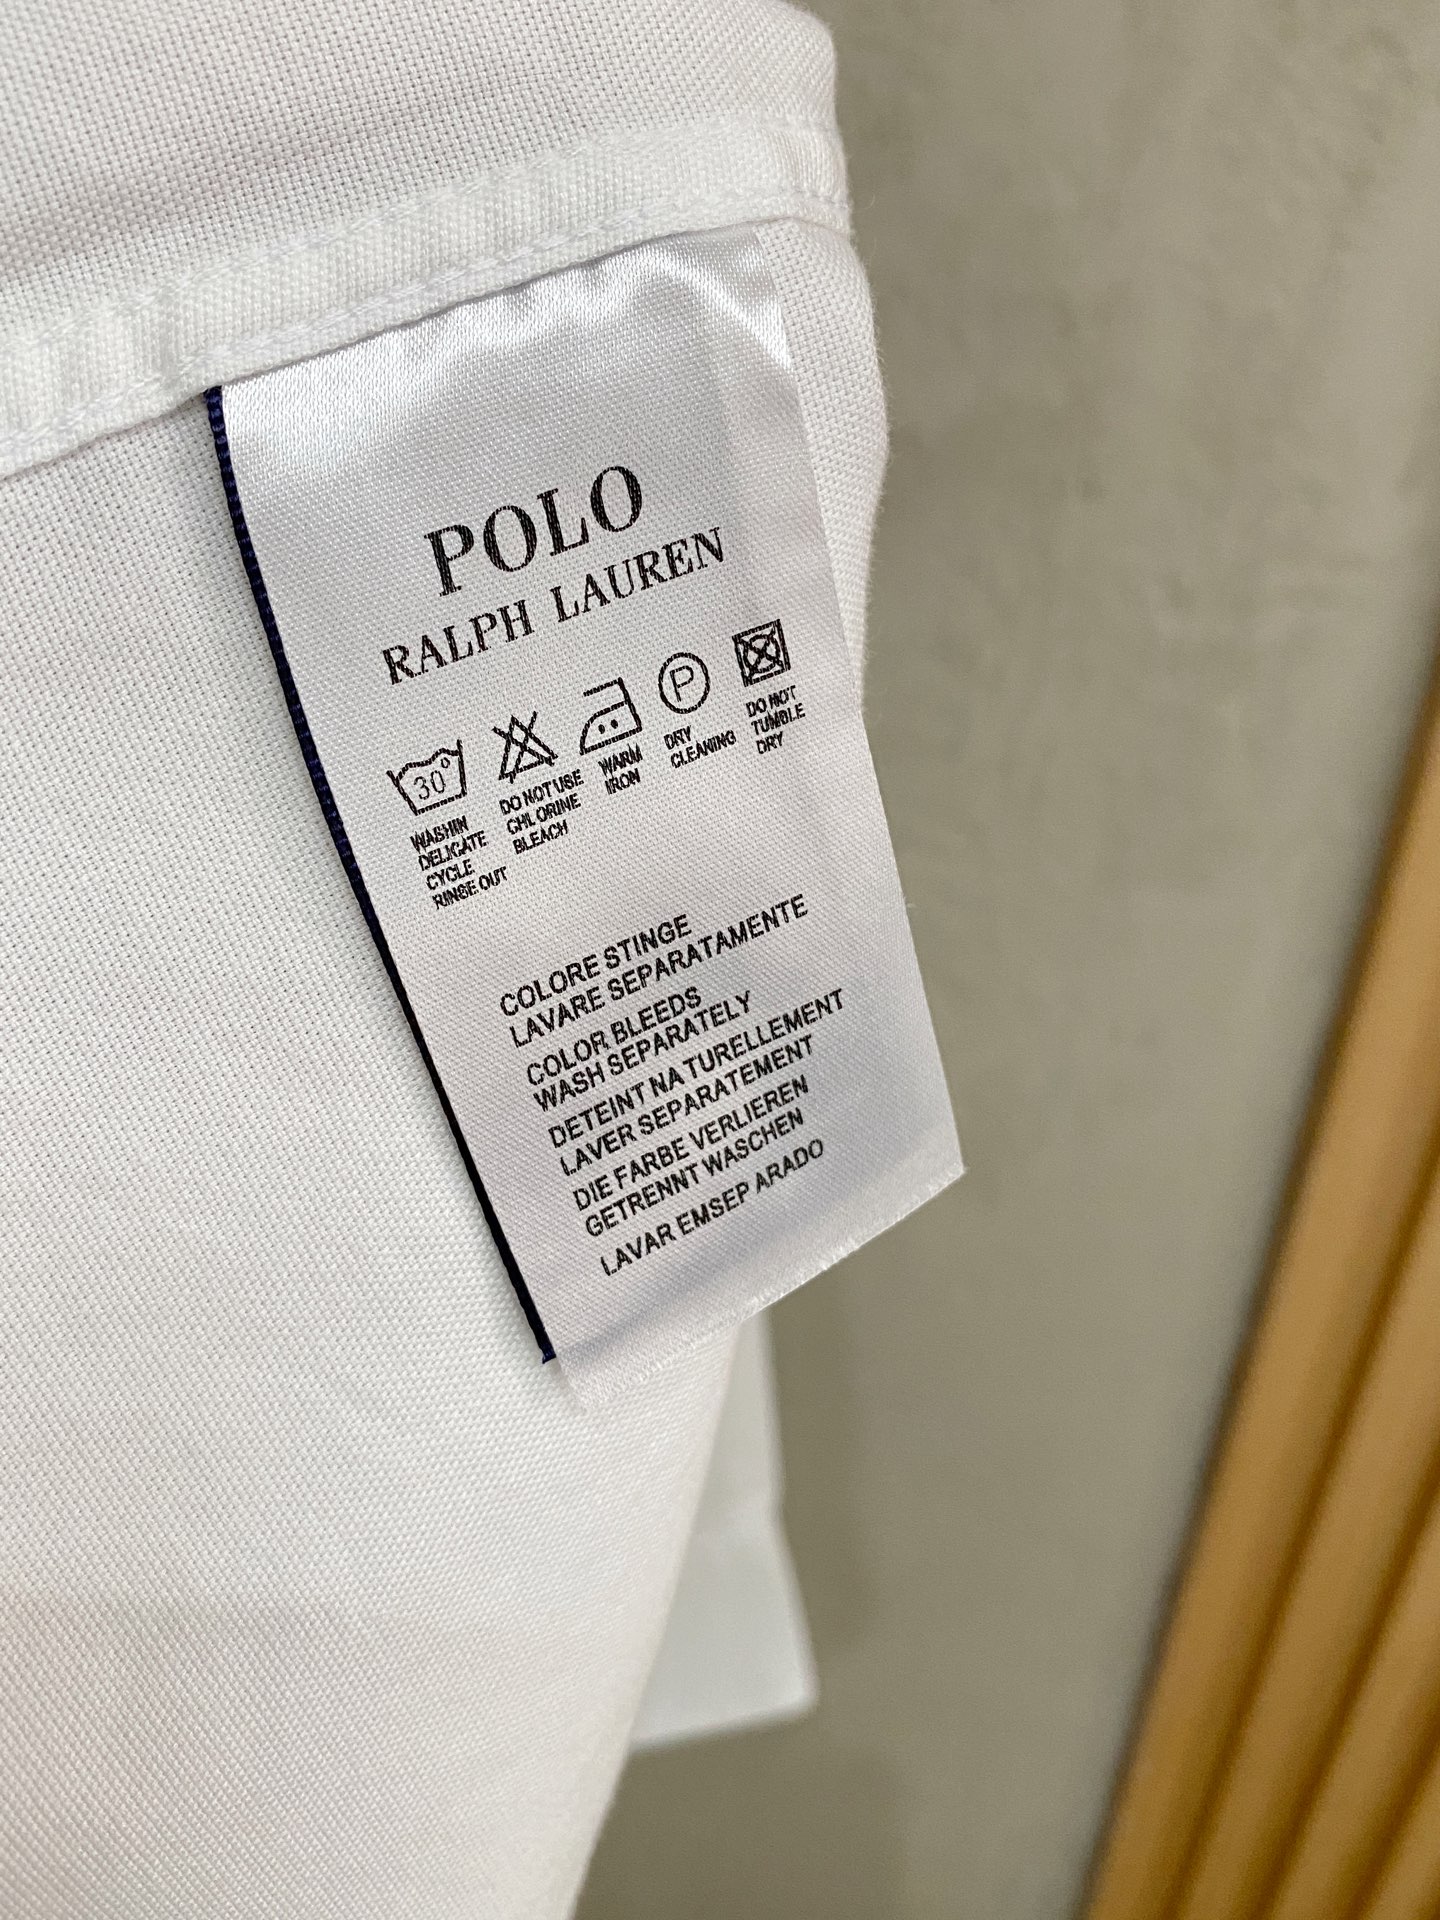 POLO
RALPH LAUREN
30°
P
WASHIN
DELICATE
CYCLE
RINSE OUT
DO NOT USE
CHLORINE
BLEACH
WARM
IRON
DRY
CLEANING
DO NOT
TUMBLE
DRY
COLORE STINGE
LAVARE SEPARATAMENTE
COLOR BLEEDS
WASH SEPARATELY
DETEINT NA TURELLEMENT
LAVER SEPARATEMENT
DIE FARBE VERLIEREN
GETRENNT WASCHEN
LAVAR EMSEP ARADO